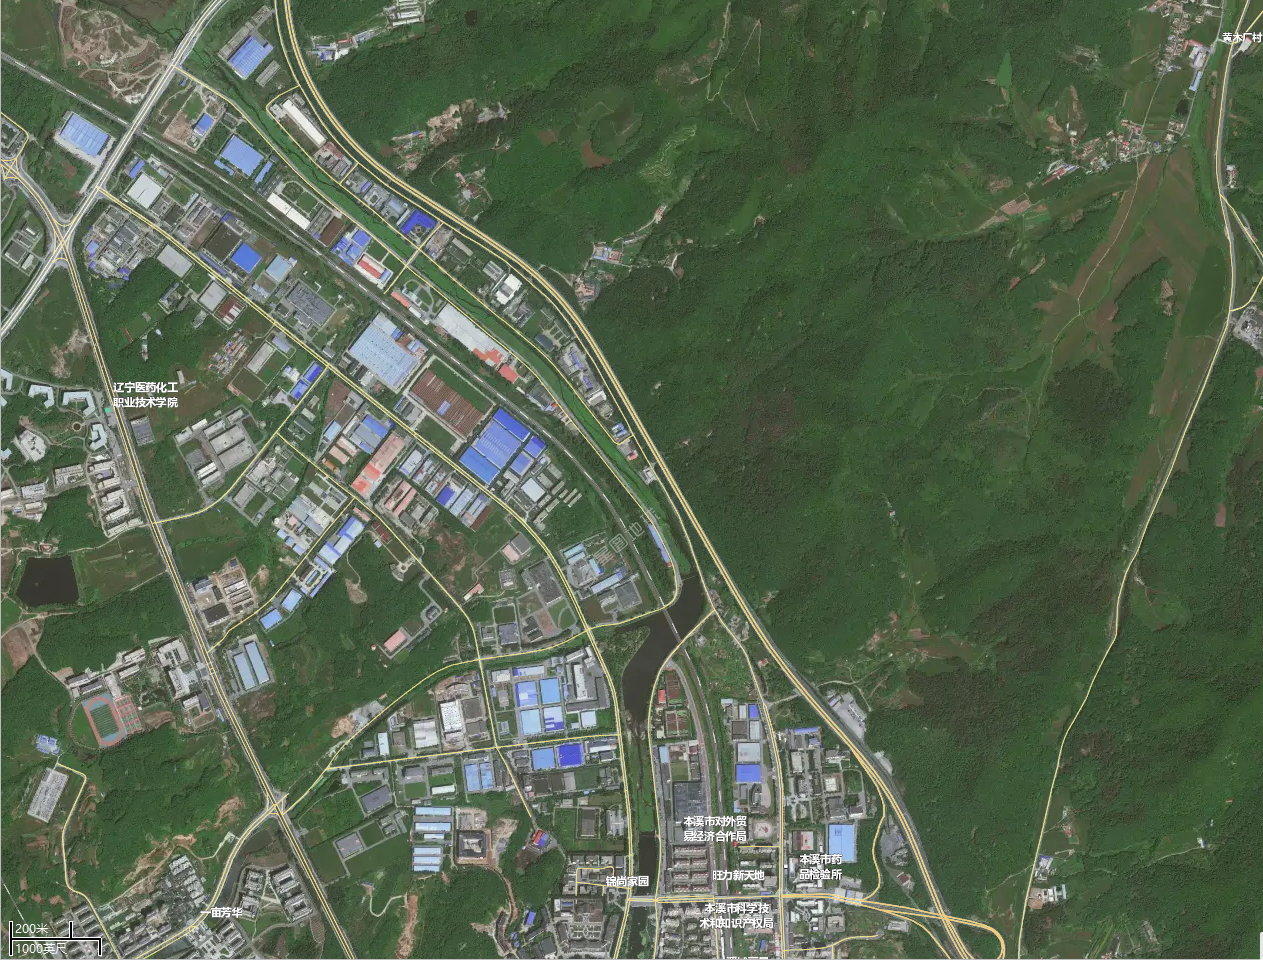 黄木厂村
辽宁医药化工
职业技术学院
本溪市对外贸
易经济合作局
本溪市药
品检验所
旺力新天地
锦尚家园
本溪市科学技
术和知识产权局
一亩芳华
200米
1000英尺